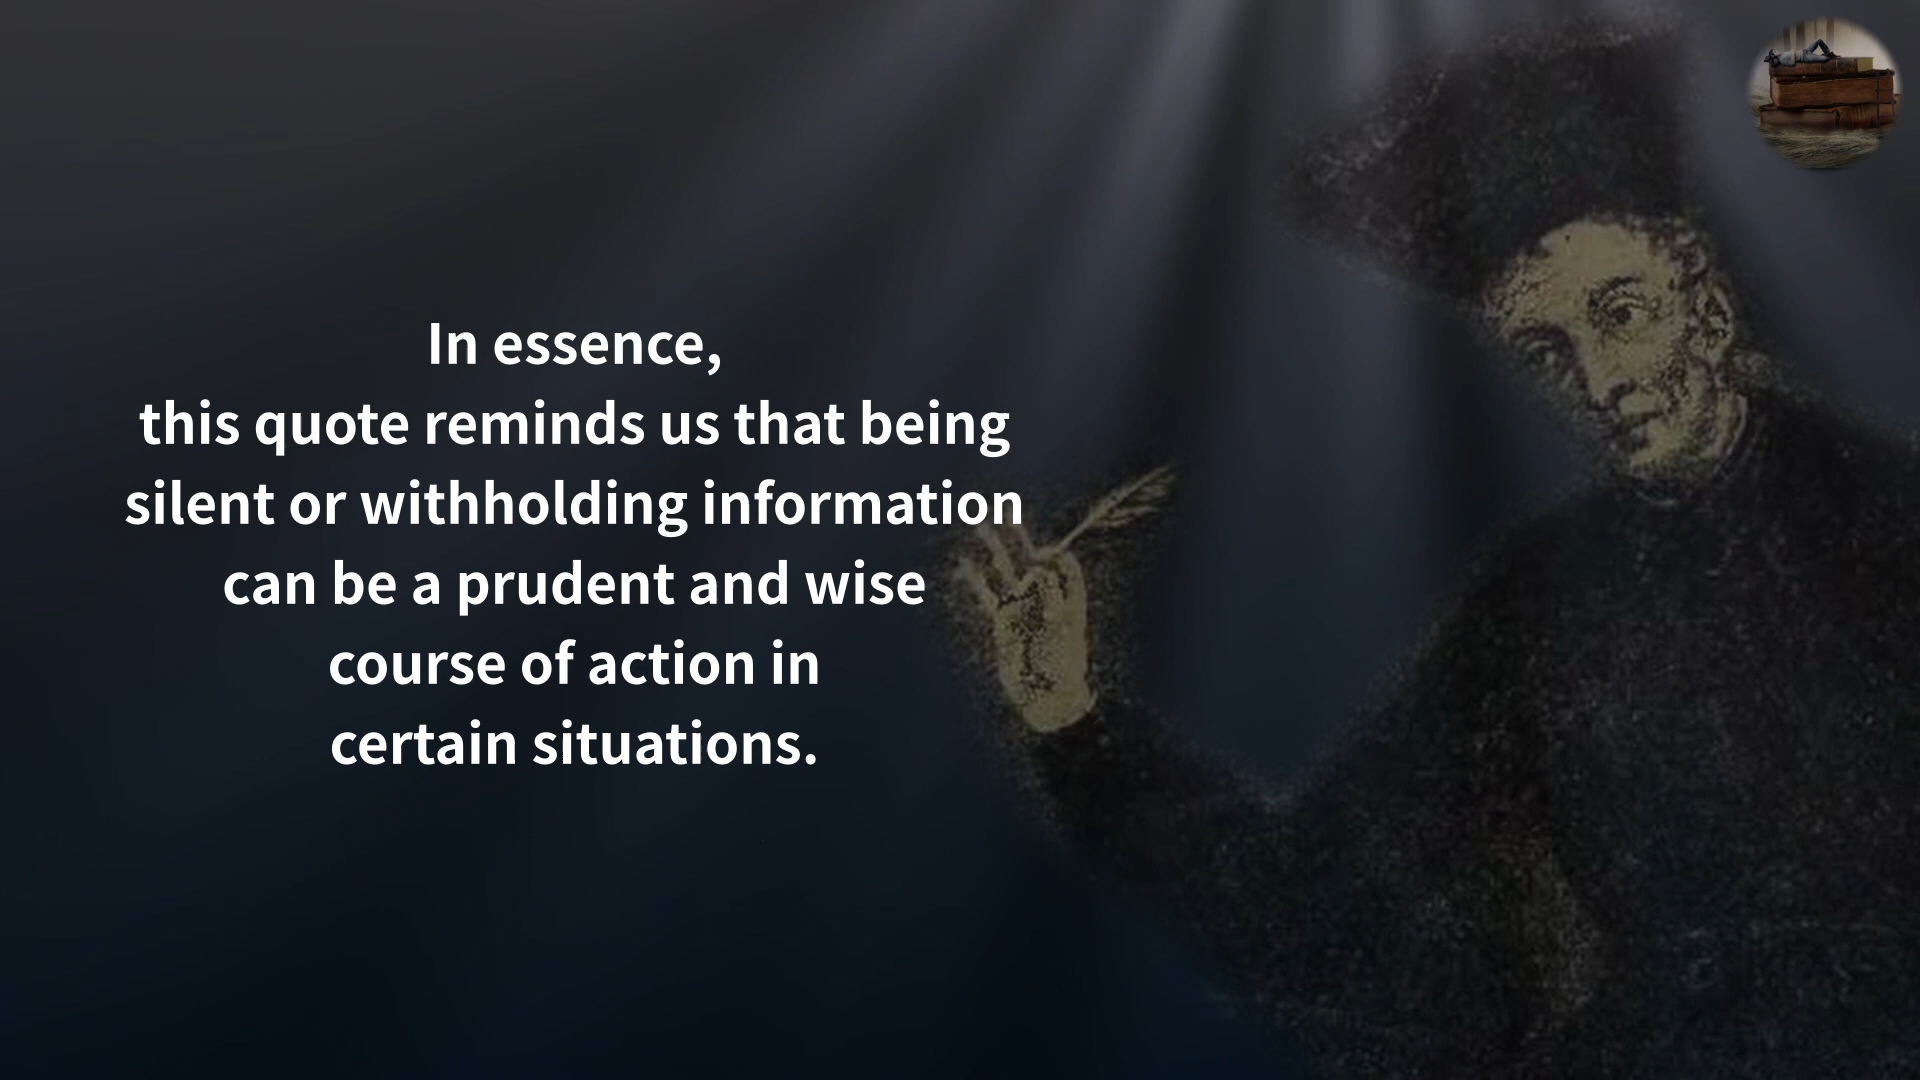 In essence,
this quote reminds us that being
silent or withholding information
can be a prudent and wise
course of action in
certain situations.